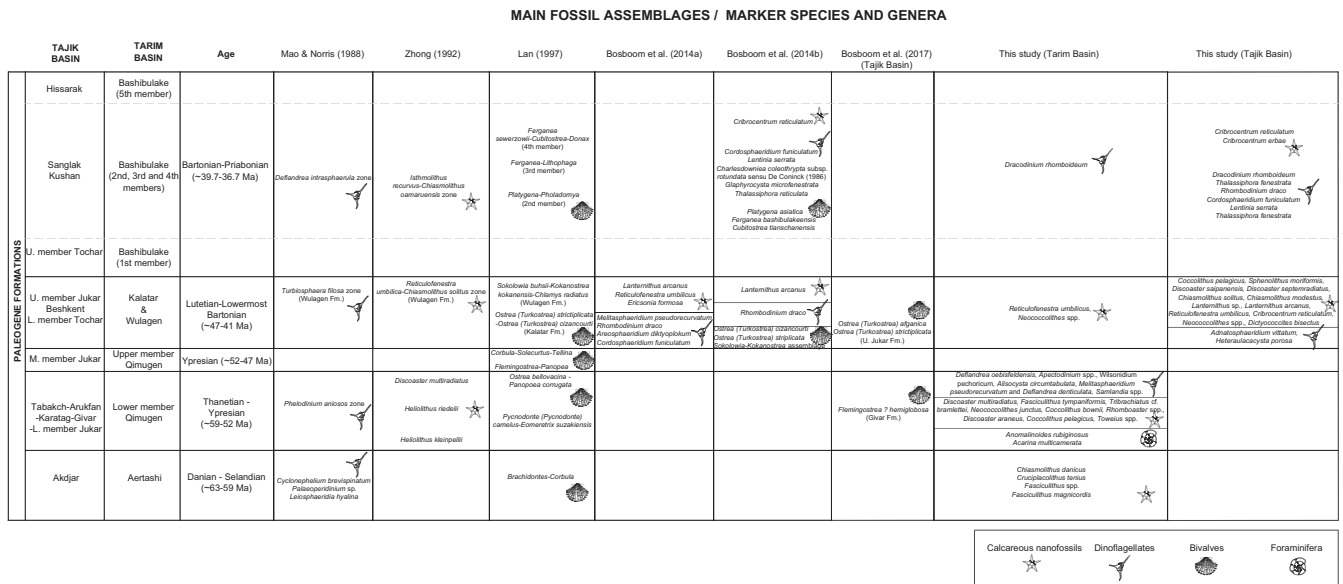 MAIN FOSSIL ASSEMBLAGES / MARKER SPECIES AND GENERA
TAJIK
BASIN
TARIM
BASIN
Age
Mao & Norris (1988)
Zhong (1992)
Lan (1997)
Bosboom et al. (2014a)
Bosboom et al. (2014b)
Bosboom et al. (2017)
(Tajik Basin)
This study (Tarim Basin)
This study (Tajik Basin)
PALEOGENE FORMATIONS
Hissarak
Bashibulake
(5th member)
Sanglak
Kushan
Bashibulake
(2nd, 3rd and 4th
members)
Bartonian-Priabonian
(~39.7-36.7 Ma)
Deflandrea intrasphaerula zone
Isthmolithus
recurvus-Chiasmolithus
oamaruensis zone
Ferganea
sewerzowii-Cubitostrea-Donax
(4th member)
Ferganea-Lithophaga
(3rd member)
Platygena-Pholadomya
(2nd member)
Cribrocentrum reticulatum
Cordosphaeridium funiculatum
Lentinia serrata
Charlesdowniea coleothrypta subsp.
rotundata sensu De Coninck (1986)
Glaphyrocysta microfenestrata
Thalassiphora reticulata
Platygena asiatica
Ferganea bashibulakeensis
Cubitostrea tianschanensis
Dracodinium rhomboideum
Cribrocentrum reticulatum
Cribrocentrum erbae
Dracodinium rhomboideum
Thalassiphora fenestrata
Rhombodinium draco
Cordosphaeridium funiculatum
Lentinia serrata
Thalassiphora fenestrata
U. member Tochar
Bashibulake
(1st member)
U. member Jukar
Beshkent
L. member Tochar
Kalatar
&
Wulagen
Lutetian-Lowermost
Bartonian
(~47-41 Ma)
Turbiosphaera filosa zone
(Wulagen Fm.)
Reticulofenestra
umbilica-Chiasmolithus solitus zone
(Wulagen Fm.)
Sokolowia buhsii-Kokanostrea
kokanensis-Chlamys radiatus
(Wulagen Fm.)
Ostrea (Turkostrea) strictiplicata
-Ostrea (Turkostrea) cizancourti
(Kalatar Fm.)
Lanternithus arcanus
Reticulofenestra umbilicus
Ericsonia formosa
Melitasphaeridium pseudorecurvatum
Rhombodinium draco
Areosphaeridium diktyoplokum
Cordosphaeridium funiculatum
Lanternithus arcanus
Rhombodinium draco
Ostrea (Turkostrea) cizancourti
Ostrea (Turkostrea) striplicata
Sokolowia-Kokanostrea assemblage
Ostrea (Turkostrea) afganica
Ostrea (Turkostrea) strictiplicata
(U. Jukar Fm.)
Reticulofenestra umbilicus,
Neococcolithes spp.
Coccolithus pelagicus, Sphenolithus moriformis,
Discoaster saipanensis, Discoaster septemradiatus,
Chiasmolithus solitus, Chiasmolithus modestus,
Lanternithus sp., Lanternithus arcanus,
Reticulofenestra umbilus, Cribrocentrum reticulatum,
Neococcolithes spp., Dictyococcites bisectus
Adnatosphaeridium vittatum,
Heteraulacacysta porosa
M. member Jukar
Upper member
Qimugen
Ypresian (~52-47 Ma)
Corbula-Solecurtus-Tellina
Flemingostrea-Panopea
Tabakch-Arukfan
-Karatag-Givar
-L. member Jukar
Lower member
Qimugen
Thanetian -
Ypresian
(~59-52 Ma)
Phelodinium aniosos zone
Discoaster multiradiatus
Heliolithus riedelii
Heliolithus kleinpellii
Ostrea bellovacina -
Panopoea corrugata
Pycnodonte (Pycnodonte)
camelus-Eomeretrix suzakiensis
Flemingostrea ? hemiglobosa
(Givar Fm.)
Deflandrea oebisfeldensis, Apectodinium spp., Wilsonidium
pechoricum, Alisocysta circumtabulata, Melitasphaeridium
pseudorecurvatum and Deflandrea denticulata, Samlandia spp.
Discoaster multiradiatus, Fasciculithus tympaniformis, Tribrachiatus cf.
bramlettei, Neococcolithes junctus, Coccolithus bownii, Rhomboaster spp.,
Discoaster araneus, Coccolithus pelagicus, Toweius spp.
Anomalinoides rubiginosus
Acarina multicamerata
Akdjar
Aertashi
Danian - Selandian
(~63-59 Ma)
Cyclonephelium brevispinatum
Palaeoperidinium sp.
Leiosphaeridia hyalina
Brachidontes-Corbula
Chiasmolithus danicus
Cruciplacolithus tenius
Fasciculithus spp.
Fasciculithus magnicordis
Calcareous nanofossils
Dinoflagellates
Bivalves
Foraminifera